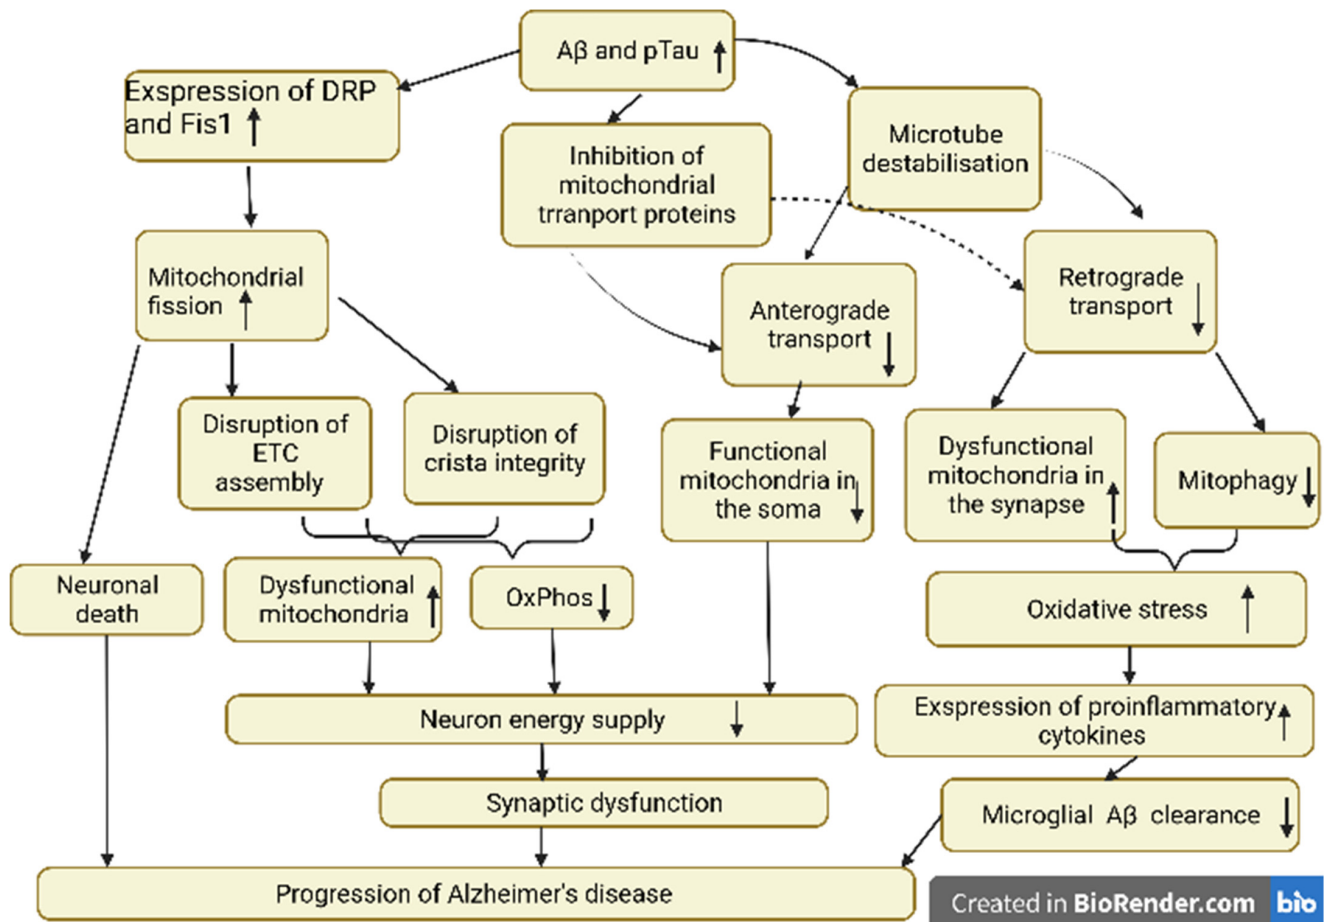 Aβ and pTau
Exspression of DRP
and Fis1
Microtube
destabilisation
Inhibition of
mitochondrial
trranport proteins
Mitochondrial
fission
Retrograde
transport
Anterograde
transport
Disruption of
ETC
assembly
Disruption of
crista integrity
Functional
mitochondria in
the soma
Dysfunctional
mitochondria in
the synapse
Mitophagy
Neuronal
death
Dysfunctional
mitochondria
OxPhos
Oxidative stress
Neuron energy supply
Exspression of proinflammatory
cytokines
Synaptic dysfunction
Microglial Aβ clearance
Progression of Alzheimer's disease
Created in BioRender.com bio